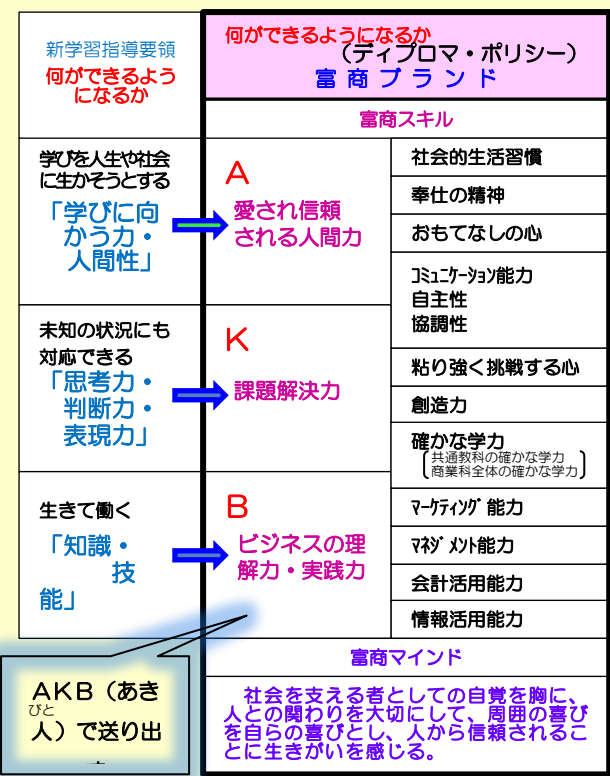 新学習指導要領
何ができるよう
になるか
何ができるようになるか
（ディプロマ・ポリシー）
富商ブランド
富商スキル
学びを人生や社会
に生かそうとする
「学びに向
かう力・
人間性」
A
愛され信頼
される人間力
社会的生活習慣
奉仕の精神
おもてなしの心
ｺﾐｭﾆｹｰｼｮﾝ能力
自主性
協調性
未知の状況にも
対応できる
「思考力・
判断力・
表現力」
K
課題解決力
粘り強く挑戦する心
創造力
確かな学力
共通教科の確かな学力
商業科全体の確かな学力
生きて働く
「知識・
技
能」
B
ビジネスの理
解力・実践力
ﾏｰｹﾃｨﾝｸﾞ能力
ﾏﾈｼﾞﾒﾝﾄ能力
会計活用能力
情報活用能力
富商マインド
社会を支える者としての自覚を胸に、
人との関わりを大切にして、周囲の喜び
を自らの喜びとし、人から信頼されるこ
とに生きがいを感じる。
ＡＫＢ（あき
びと
人）で送り出